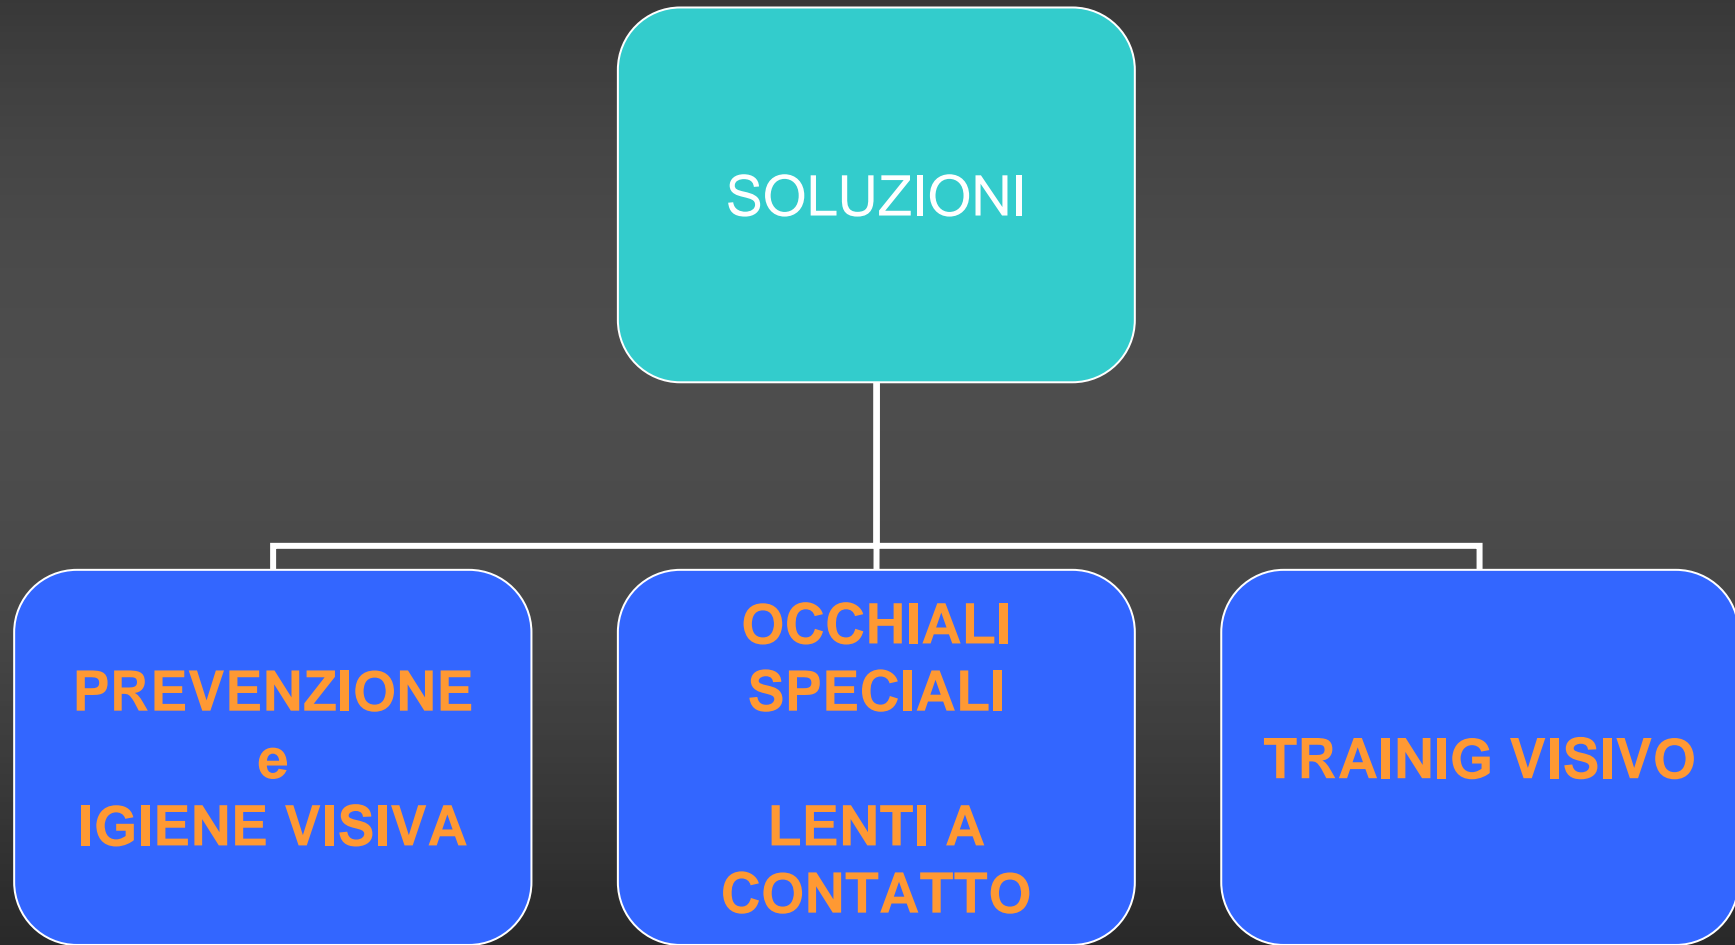 SOLUZIONI
PREVENZIONE
e
IGIENE VISIVA
OCCHIALI
SPECIALI
LENTI A
CONTATTO
TRAINIG VISIVO